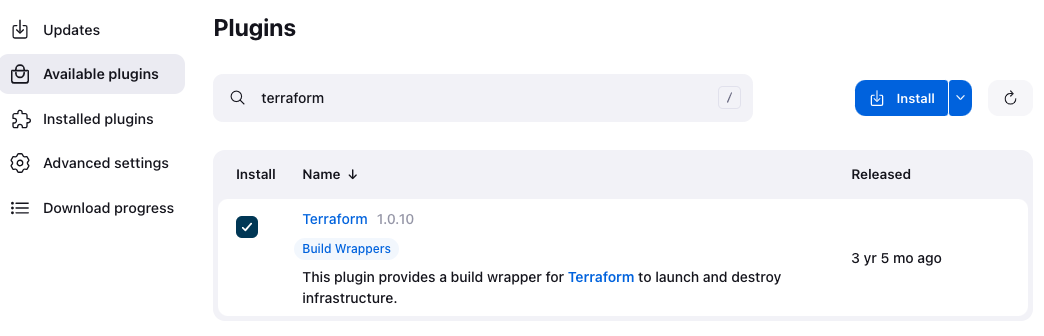 Updates
Available plugins
Installed plugins
Advanced settings
Download progress
Plugins
terraform /
Install
Install Name ↓ Released
Terraform 1.0.10
Build Wrappers
This plugin provides a build wrapper for Terraform to launch and destroy
infrastructure.
3 yr 5 mo ago